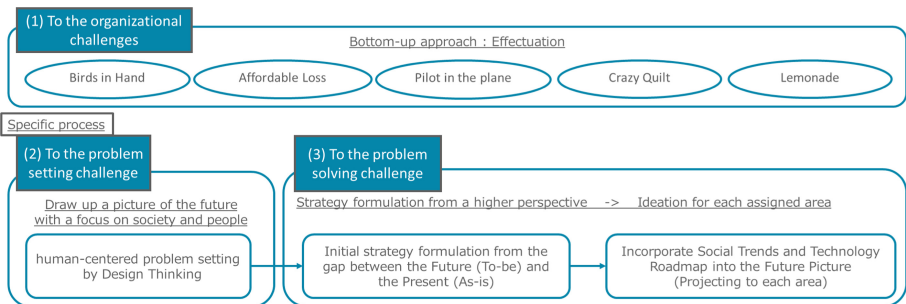 (1) To the organizational
challenges
Bottom-up approach : Effectuation
Birds in Hand
Affordable Loss
Pilot in the plane
Crazy Quilt
Lemonade
Specific process
(2) To the problem
setting challenge
Draw up a picture of the future
with a focus on society and people
human-centered problem setting
by Design Thinking
(3) To the problem
solving challenge
Strategy formulation from a higher perspective -> Ideation for each assigned area
Initial strategy formulation from the
gap between the Future (To-be) and
the Present (As-is)
Incorporate Social Trends and Technology
Roadmap into the Future Picture
(Projecting to each area)